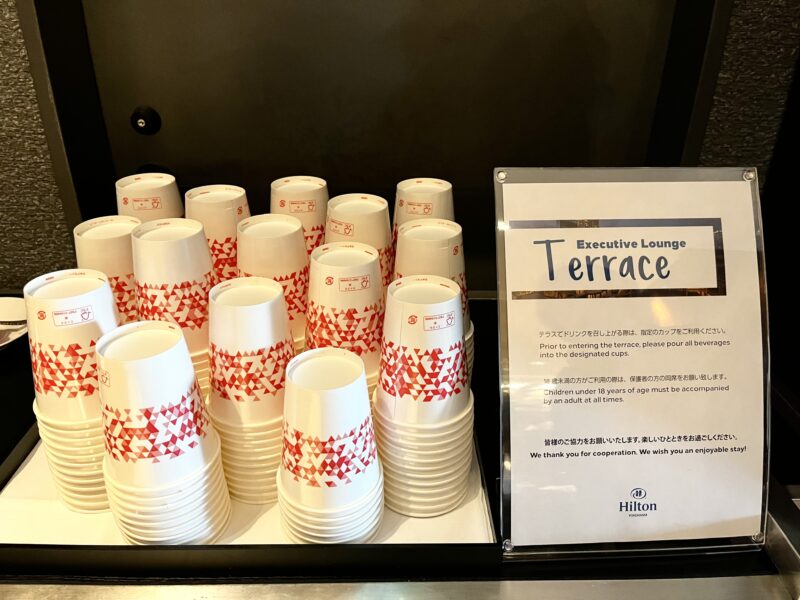 Executive Lounge
Terrace
テラスでドリンクを召し上がる際は、指定のカップをご利用ください。
Prior to entering the terrace, please pour all beverages
into the designated cups.
18 歳未満の方がご利用の際は、保護者の方の同席をお願い致します。
Children under 18 years of age must be accompanied
by an adult at all times.
皆様のご協力をお願いいたします。楽しいひとときをお過ごしください。
We thank you for cooperation. We wish you an enjoyable stay!
Hilton
YOKOHAMA